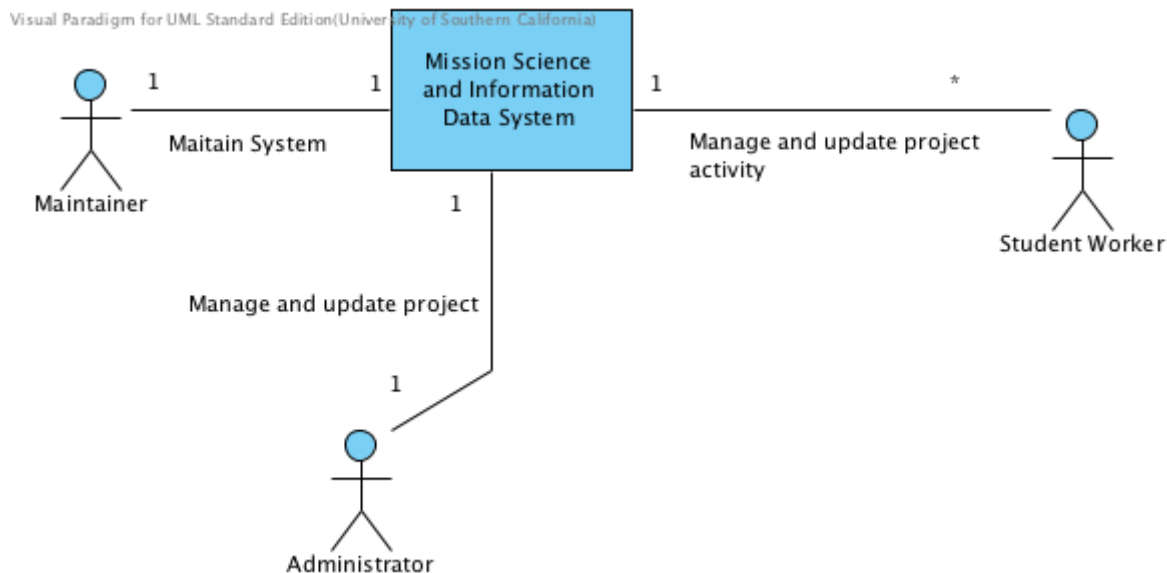 Visual Paradigm for UML Standard Edition(University of Southern California)
Mission Science
and Information
Data System
1
1
1
*
Maitain System
Manage and update project
activity
Maintainer
1
Student Worker
Manage and update project
1
Administrator